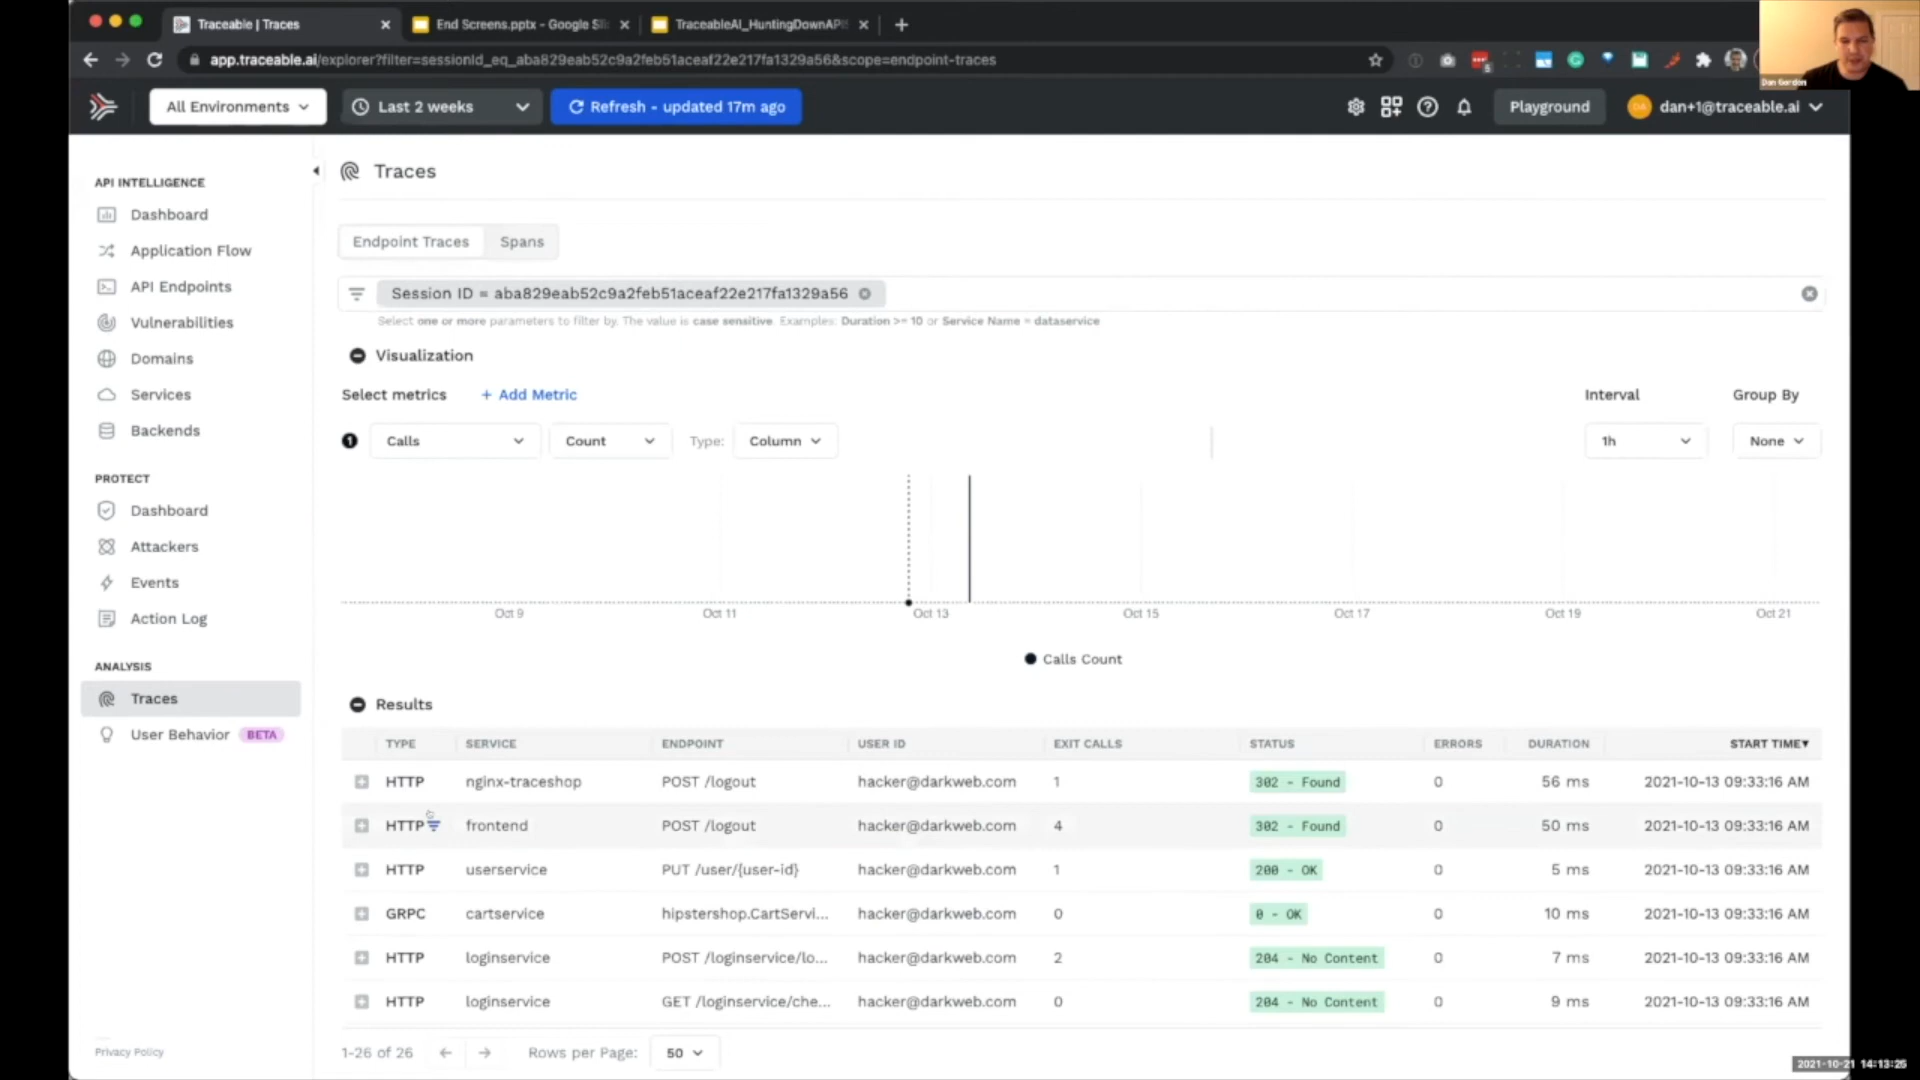 Traceable | Traces
End Screens.pptx - Google Sli
TraceableAI_HuntingDownAPI
app.traceable.ai/explorer?filter=sessionId_eq_aba829eab52c9a2feb51aceaf22e217fa1329a56&scope=endpoint-traces
Dan Gordon
All Environments
Last 2 weeks
Refresh - updated 17m ago
Playground
dan+1@traceable.ai
API INTELLIGENCE
Dashboard
Application Flow
API Endpoints
Vulnerabilities
Domains
Services
Backends
PROTECT
Dashboard
Attackers
Events
Action Log
ANALYSIS
Traces
User Behavior BETA
Privacy Policy
Traces
Endpoint Traces Spans
Session ID = aba829eab52c9a2feb51aceaf22e217fa1329a56
Select one or more parameters to filter by. The value is case sensitive. Examples: Duration >= 10 or Service Name = dataservice
Visualization
Select metrics + Add Metric Interval Group By
1 Calls Count Type: Column 1h None
Oct 9 Oct 11 Oct 13 Oct 15 Oct 17 Oct 19 Oct 21
Calls Count
Results
TYPE SERVICE ENDPOINT USER ID EXIT CALLS STATUS ERRORS DURATION START TIME▼
HTTP nginx-traceshop POST /logout hacker@darkweb.com 1 302 - Found 0 56 ms 2021-10-13 09:33:16 AM
HTTP frontend POST /logout hacker@darkweb.com 4 302 - Found 0 50 ms 2021-10-13 09:33:16 AM
HTTP userservice PUT /user/{user-id} hacker@darkweb.com 1 200 - OK 0 5 ms 2021-10-13 09:33:16 AM
GRPC cartservice hipstershop.CartServi... hacker@darkweb.com 0 0 - OK 0 10 ms 2021-10-13 09:33:16 AM
HTTP loginservice POST /loginservice/lo... hacker@darkweb.com 2 204 - No Content 0 7 ms 2021-10-13 09:33:16 AM
HTTP loginservice GET /loginservice/che... hacker@darkweb.com 0 204 - No Content 0 9 ms 2021-10-13 09:33:16 AM
1-26 of 26 Rows per Page: 50
2021-10-21 14:13:26